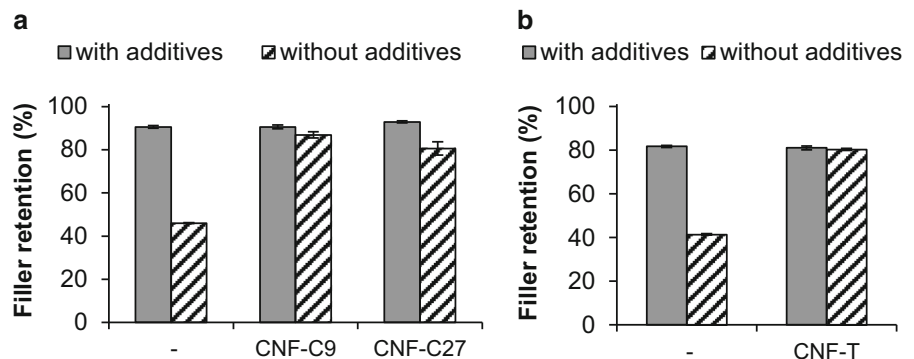 a
with additives without additives
Filler retention (%)
100
80
60
40
20
0
- CNF-C9 CNF-C27
b
with additives without additives
Filler retention (%)
100
80
60
40
20
0
- CNF-T